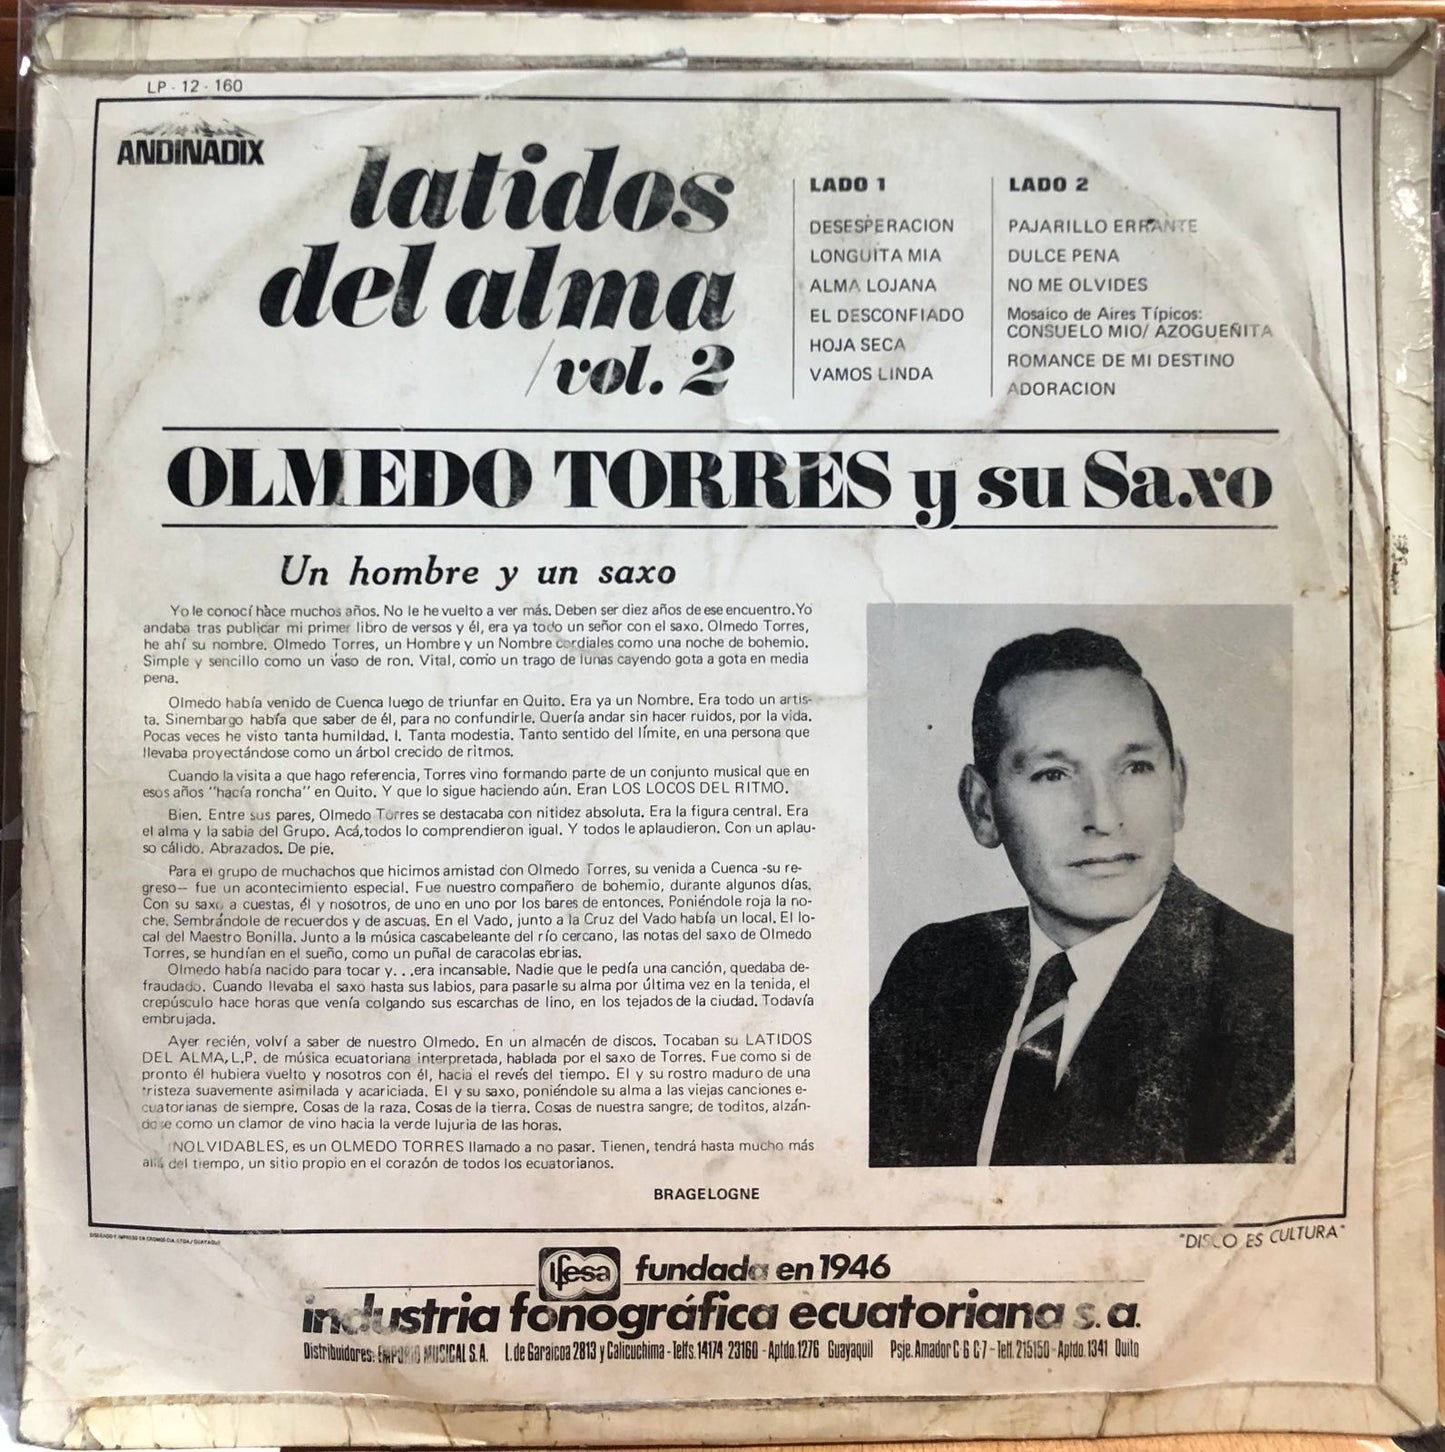 LP - 12 - 160
ANDINADIX
latidos
del alma
/vol. 2
LADO 1
DESESPERACION
LONGUITA MIA
ALMA LOJANA
EL DESCONFIADO
HOJA SECA
VAMOS LINDA
LADO 2
PAJARILLO ERRANTE
DULCE PENA
NO ME OLVIDES
Mosaico de Aires Típicos:
CONSUELO MIO/ AZOGUEÑITA
ROMANCE DE MI DESTINO
ADORACION
OLMEDO TORRES y su Saxo
Un hombre y un saxo
Yo le conocí hace muchos años. No le he vuelto a ver más. Deben ser diez años de ese encuentro. Yo
andaba tras publicar mi primer libro de versos y él, era ya todo un señor con el saxo. Olmedo Torres,
he ahí su nombre. Olmedo Torres, un Hombre y un Nombre cordiales como una noche de bohemio.
Simple y sencillo como un vaso de ron. Vital, como un trago de lunas cayendo gota a gota en media
pena.
Olmedo había venido de Cuenca luego de triunfar en Quito. Era ya un Nombre. Era todo un artis-
ta. Sinembargo había que saber de él, para no confundirle. Quería andar sin hacer ruidos, por la vida.
Pocas veces he visto tanta humildad. I. Tanta modestia. Tanto sentido del límite, en una persona que
llevaba proyectándose como un árbol crecido de ritmos.
Cuando la visita a que hago referencia, Torres vino formando parte de un conjunto musical que en
esos años "hacía roncha" en Quito. Y que lo sigue haciendo aún. Eran LOS LOCOS DEL RITMO.
Bien. Entre sus pares, Olmedo Torres se destacaba con nitidez absoluta. Era la figura central. Era
el alma y la sabia del Grupo. Acá, todos lo comprendieron igual. Y todos le aplaudieron. Con un aplau-
so cálido. Abrazados. De pie.
Para el grupo de muchachos que hicimos amistad con Olmedo Torres, su venida a Cuenca -su re-
greso— fue un acontecimiento especial. Fue nuestro compañero de bohemio, durante algunos días.
Con su saxo a cuestas, él y nosotros, de uno en uno por los bares de entonces. Poniéndole roja la no-
che. Sembrándole de recuerdos y de ascuas. En el Vado, junto a la Cruz del Vado había un local. El lo-
cal del Maestro Bonilla. Junto a la música cascabeleante del río cercano, las notas del saxo de Olmedo
Torres, se hundían en el sueño, como un puñal de caracolas ebrias.
Olmedo había nacido para tocar y. . .era incansable. Nadie que le pedía una canción, quedaba de-
fraudado. Cuando llevaba el saxo hasta sus labios, para pasarle su alma por última vez en la tenida, el
crepúsculo hace horas que venía colgando sus escarchas de lino, en los tejados de la ciudad. Todavía
embrujada.
Ayer recién, volví a saber de nuestro Olmedo. En un almacén de discos. Tocaban su LATIDOS
DEL ALMA, L.P. de música ecuatoriana interpretada, hablada por el saxo de Torres. Fue como si de
pronto él hubiera vuelto y nosotros con él, hacia el revés del tiempo. El y su rostro maduro de una
tristeza suavemente asimilada y acariciada. El y su saxo, poniéndole su alma a las viejas canciones e-
cuatorianas de siempre. Cosas de la raza. Cosas de la tierra. Cosas de nuestra sangre; de toditos, alzán-
dose como un clamor de vino hacia la verde lujuria de las horas.
INOLVIDABLES, es un OLMEDO TORRES llamado a no pasar. Tienen, tendrá hasta mucho más
allá del tiempo, un sitio propio en el corazón de todos los ecuatorianos.
BRAGELOGNE
DISEÑADO Y IMPRESO EN CROMOS CIA. LTDA./ GUAYAQUIL
"DISCO ES CULTURA"
ifesa fundada en 1946
industria fonográfica ecuatoriana s.a.
Distribuidores: EMPORIO MUSICAL S.A. L. de Garaicoa 2813 y Calicuchima - Telfs. 14174 - 23160 - Aptdo. 1276 Guayaquil Psje. Amador C-6 C-7 - Telf. 215150 - Aptdo. 1341 Quito